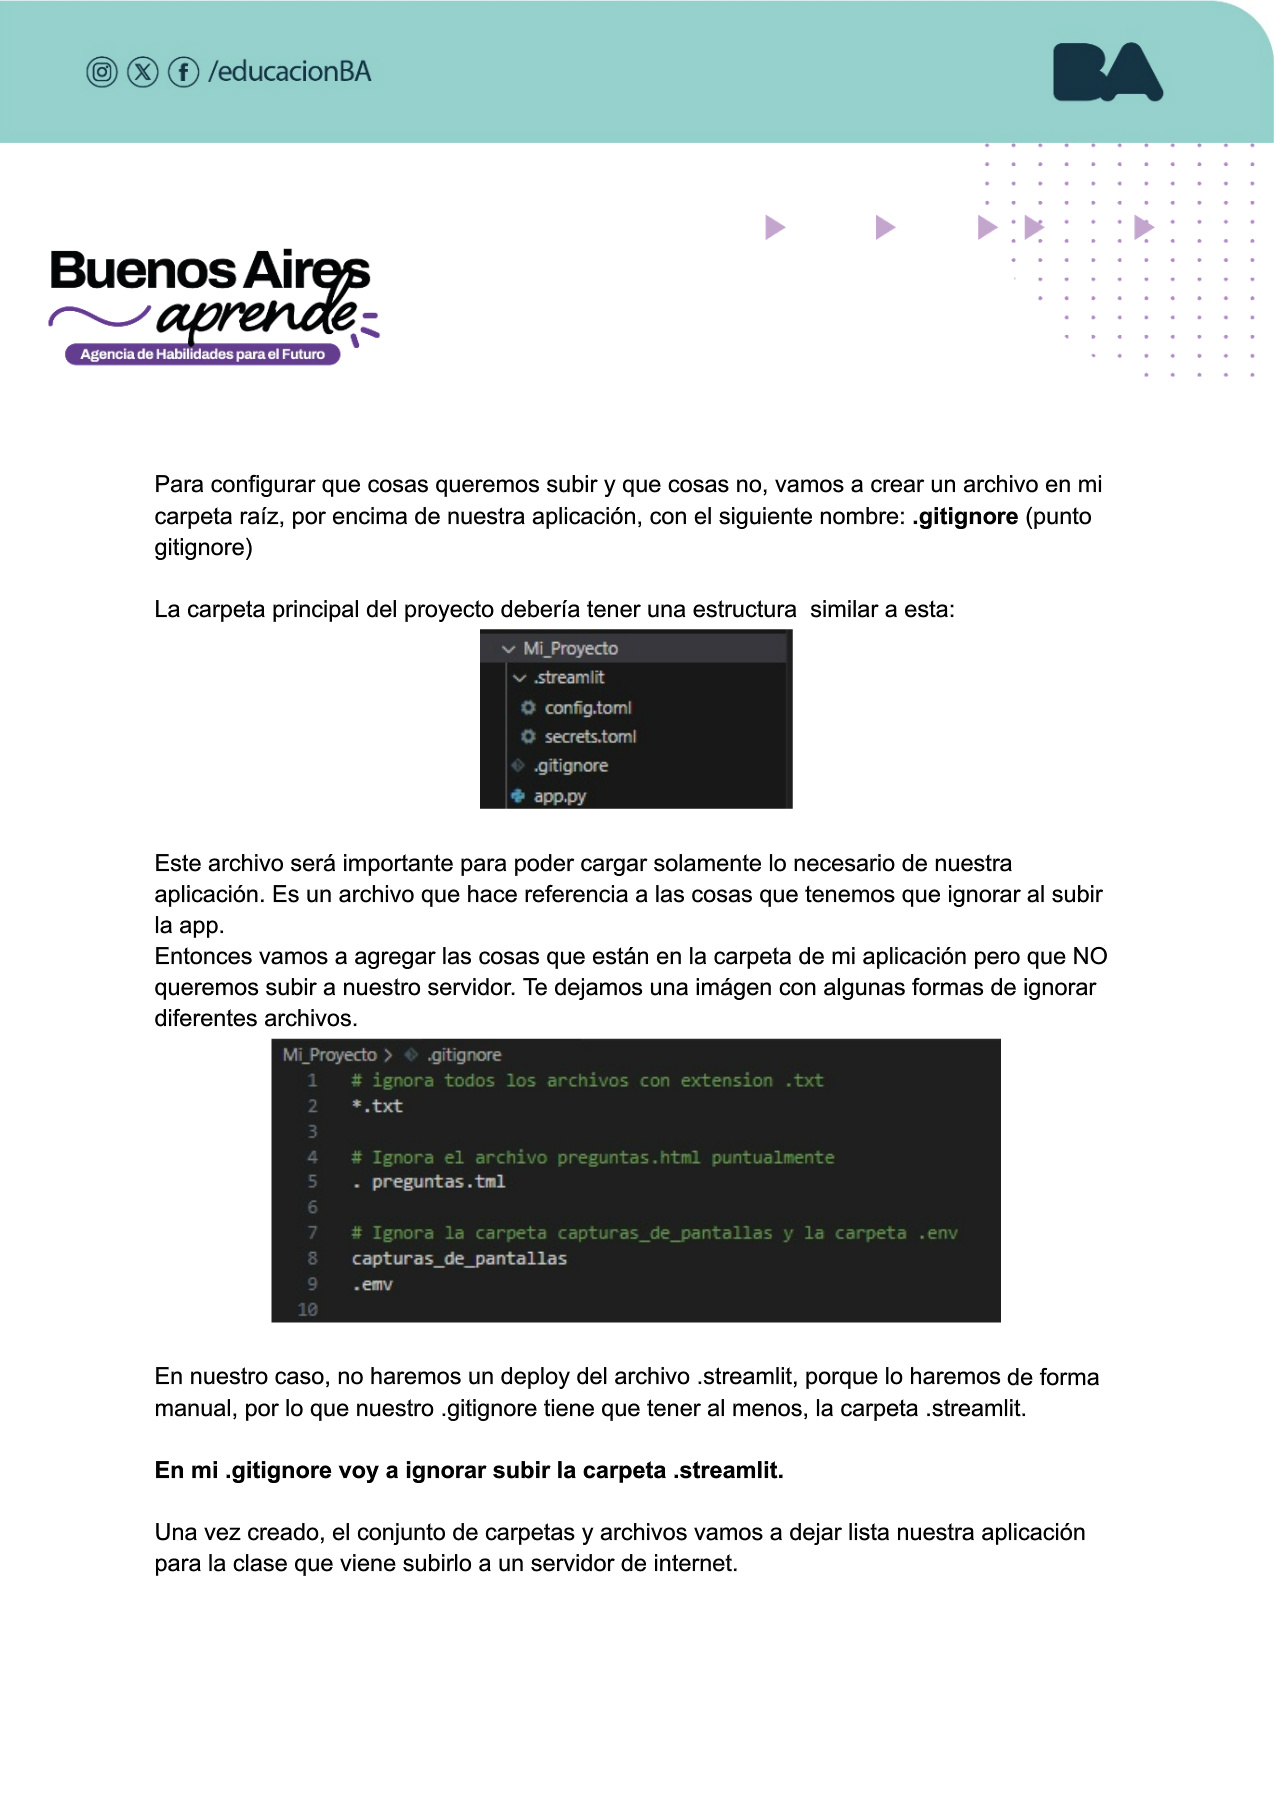 /educacionBA
BA
Buenos Aires
aprende
Agencia de Habilidades para el Futuro
Para configurar que cosas queremos subir y que cosas no, vamos a crear un archivo en mi
carpeta raíz, por encima de nuestra aplicación, con el siguiente nombre: .gitignore (punto
gitignore)
La carpeta principal del proyecto debería tener una estructura  similar a esta:
Mi_Proyecto
.streamlit
config.toml
secrets.toml
.gitignore
app.py
Este archivo será importante para poder cargar solamente lo necesario de nuestra
aplicación. Es un archivo que hace referencia a las cosas que tenemos que ignorar al subir
la app.
Entonces vamos a agregar las cosas que están en la carpeta de mi aplicación pero que NO
queremos subir a nuestro servidor. Te dejamos una imágen con algunas formas de ignorar
diferentes archivos.
Mi_Proyecto > .gitignore
1 # ignora todos los archivos con extension .txt
2 *.txt
3
4 # Ignora el archivo preguntas.html puntualmente
5 . preguntas.tml
6
7 # Ignora la carpeta capturas_de_pantallas y la carpeta .env
8 capturas_de_pantallas
9 .emv
10
En nuestro caso, no haremos un deploy del archivo .streamlit, porque lo haremos de forma
manual, por lo que nuestro .gitignore tiene que tener al menos, la carpeta .streamlit.
En mi .gitignore voy a ignorar subir la carpeta .streamlit.
Una vez creado, el conjunto de carpetas y archivos vamos a dejar lista nuestra aplicación
para la clase que viene subirlo a un servidor de internet.